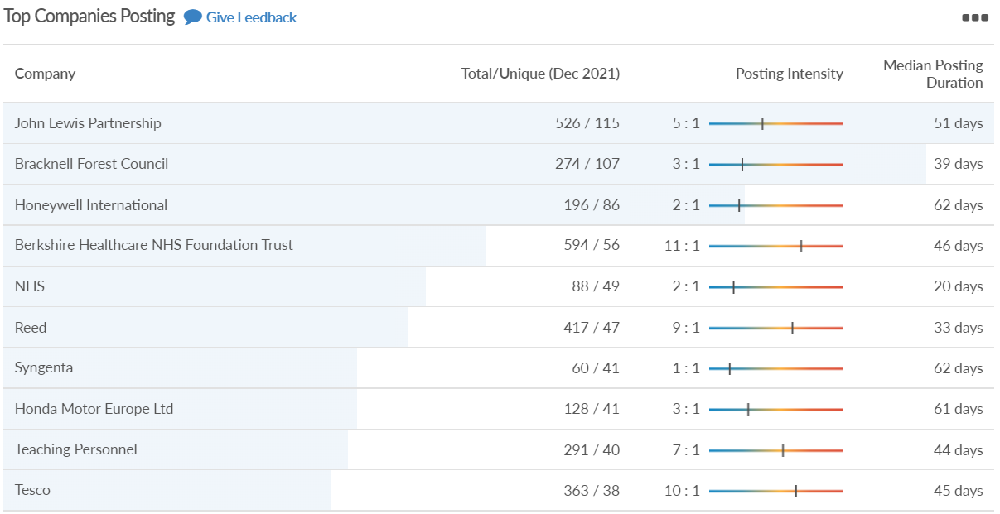 Top Companies Posting Give Feedback
Company Total/Unique (Dec 2021) Posting Intensity Median Posting Duration
John Lewis Partnership 526 / 115 5 : 1 51 days
Bracknell Forest Council 274 / 107 3 : 1 39 days
Honeywell International 196 / 86 2 : 1 62 days
Berkshire Healthcare NHS Foundation Trust 594 / 56 11 : 1 46 days
NHS 88 / 49 2 : 1 20 days
Reed 417 / 47 9 : 1 33 days
Syngenta 60 / 41 1 : 1 62 days
Honda Motor Europe Ltd 128 / 41 3 : 1 61 days
Teaching Personnel 291 / 40 7 : 1 44 days
Tesco 363 / 38 10 : 1 45 days